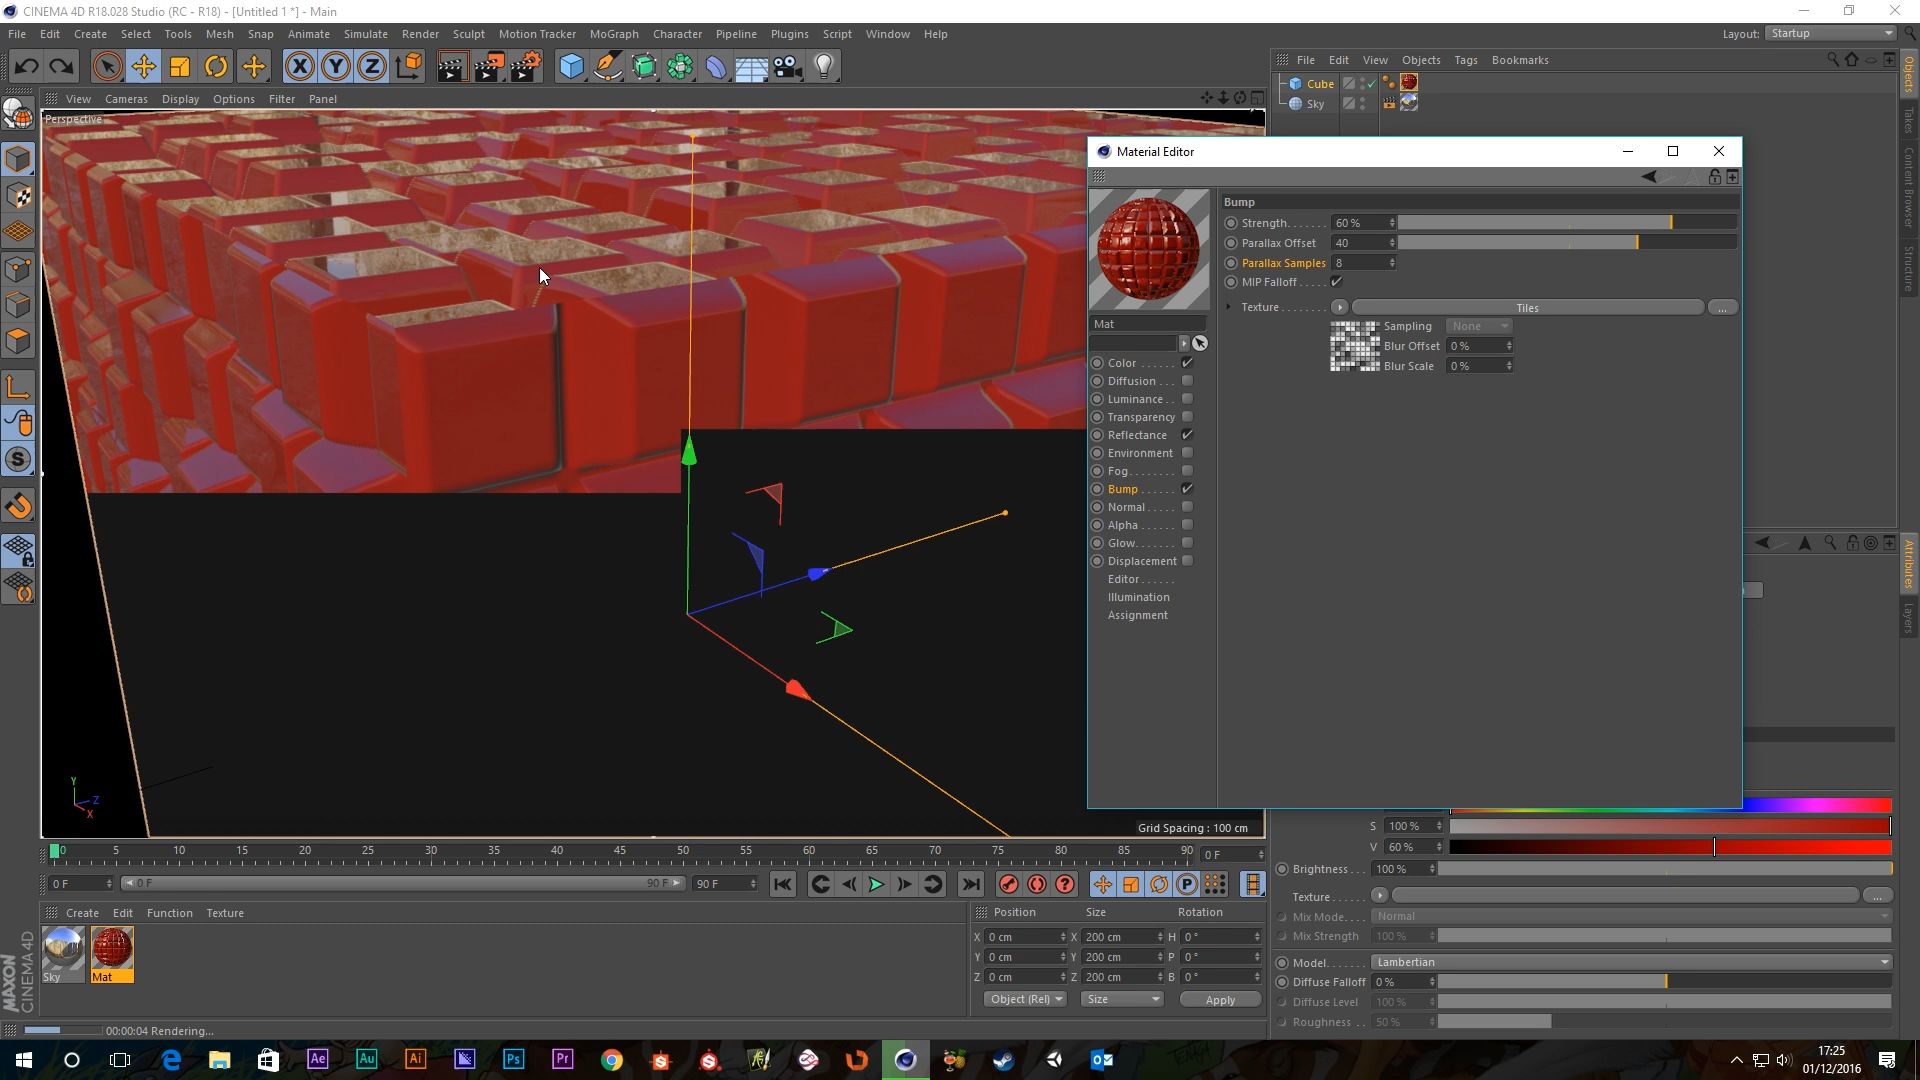 CINEMA 4D R18.028 Studio (RC - R18) - [Untitled 1 *] - Main
File Edit Create Select Tools Mesh Snap Animate Simulate Render Sculpt Motion Tracker MoGraph Character Pipeline Plugins Script Window Help
Layout: Startup
View Cameras Display Options Filter Panel
File Edit View Objects Tags Bookmarks
Cube
Sky
Objects
Takes
Content Browser
Structure
Attributes
Layers
Perspective
Material Editor
Bump
Strength....... 60 %
Parallax Offset 40
Parallax Samples 8
MIP Falloff.....
Texture........ Tiles ...
Sampling None
Blur Offset 0 %
Blur Scale 0 %
Mat
Color ......
Diffusion ...
Luminance ..
Transparency
Reflectance
Environment
Fog.......
Bump ......
Normal .....
Alpha ......
Glow.......
Displacement
Editor ......
Illumination
Assignment
Y
Z
X
Grid Spacing : 100 cm
0 5 10 15 20 25 30 35 40 45 50 55 60 65 70 75 80 85 90 0 F
0 F 0 F 90 F 90 F
Create Edit Function Texture
Sky Mat
MAXON
CINEMA 4D
Position Size Rotation
X 0 cm X 200 cm H 0 °
Y 0 cm Y 200 cm P 0 °
Z 0 cm Z 200 cm B 0 °
Object (Rel) Size Apply
S 100 %
V 60 %
Brightness... 100 %
Texture...... ...
Mix Mode.... Normal
Mix Strength 100 %
Model....... Lambertian
Diffuse Falloff 0 %
Diffuse Level 100 %
Roughness .. 50 %
00:00:04 Rendering...
Ae Au Ai Ps Pr
17:25
01/12/2016